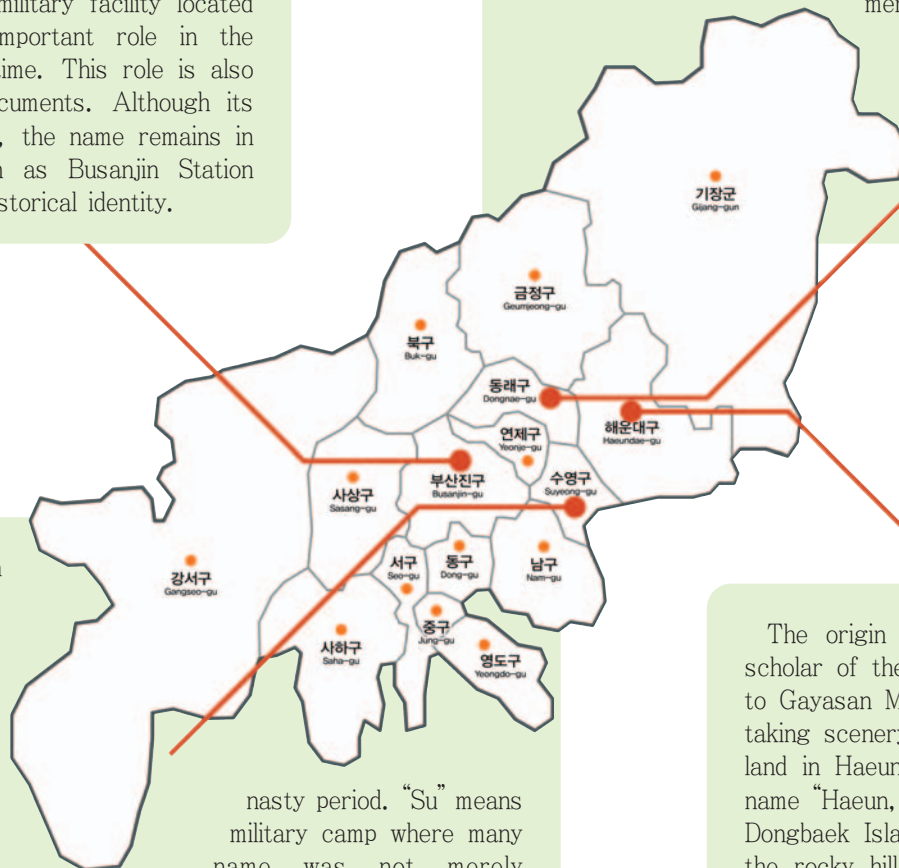 military facility located
important role in the
time. This role is also
documents. Although its
, the name remains in
as Busanjin Station
historical identity.
기장군
Gijang-gun
금정구
Geumjeong-gu
북구
Buk-gu
동래구
Dongnae-gu
연제구
Yeonje-gu
해운대구
Haeundae-gu
부산진구
Busanjin-gu
수영구
Suyeong-gu
사상구
Sasang-gu
강서구
Gangseo-gu
서구
Seo-gu
동구
Dong-gu
남구
Nam-gu
중구
Jung-gu
사하구
Saha-gu
영도구
Yeongdo-gu
The origin
scholar of the
to Gayasan
taking scenery
land in
name “Haeun,
Dongbaek
the rocky hill
nasty period. “Su” means
military camp where many
name was not merely